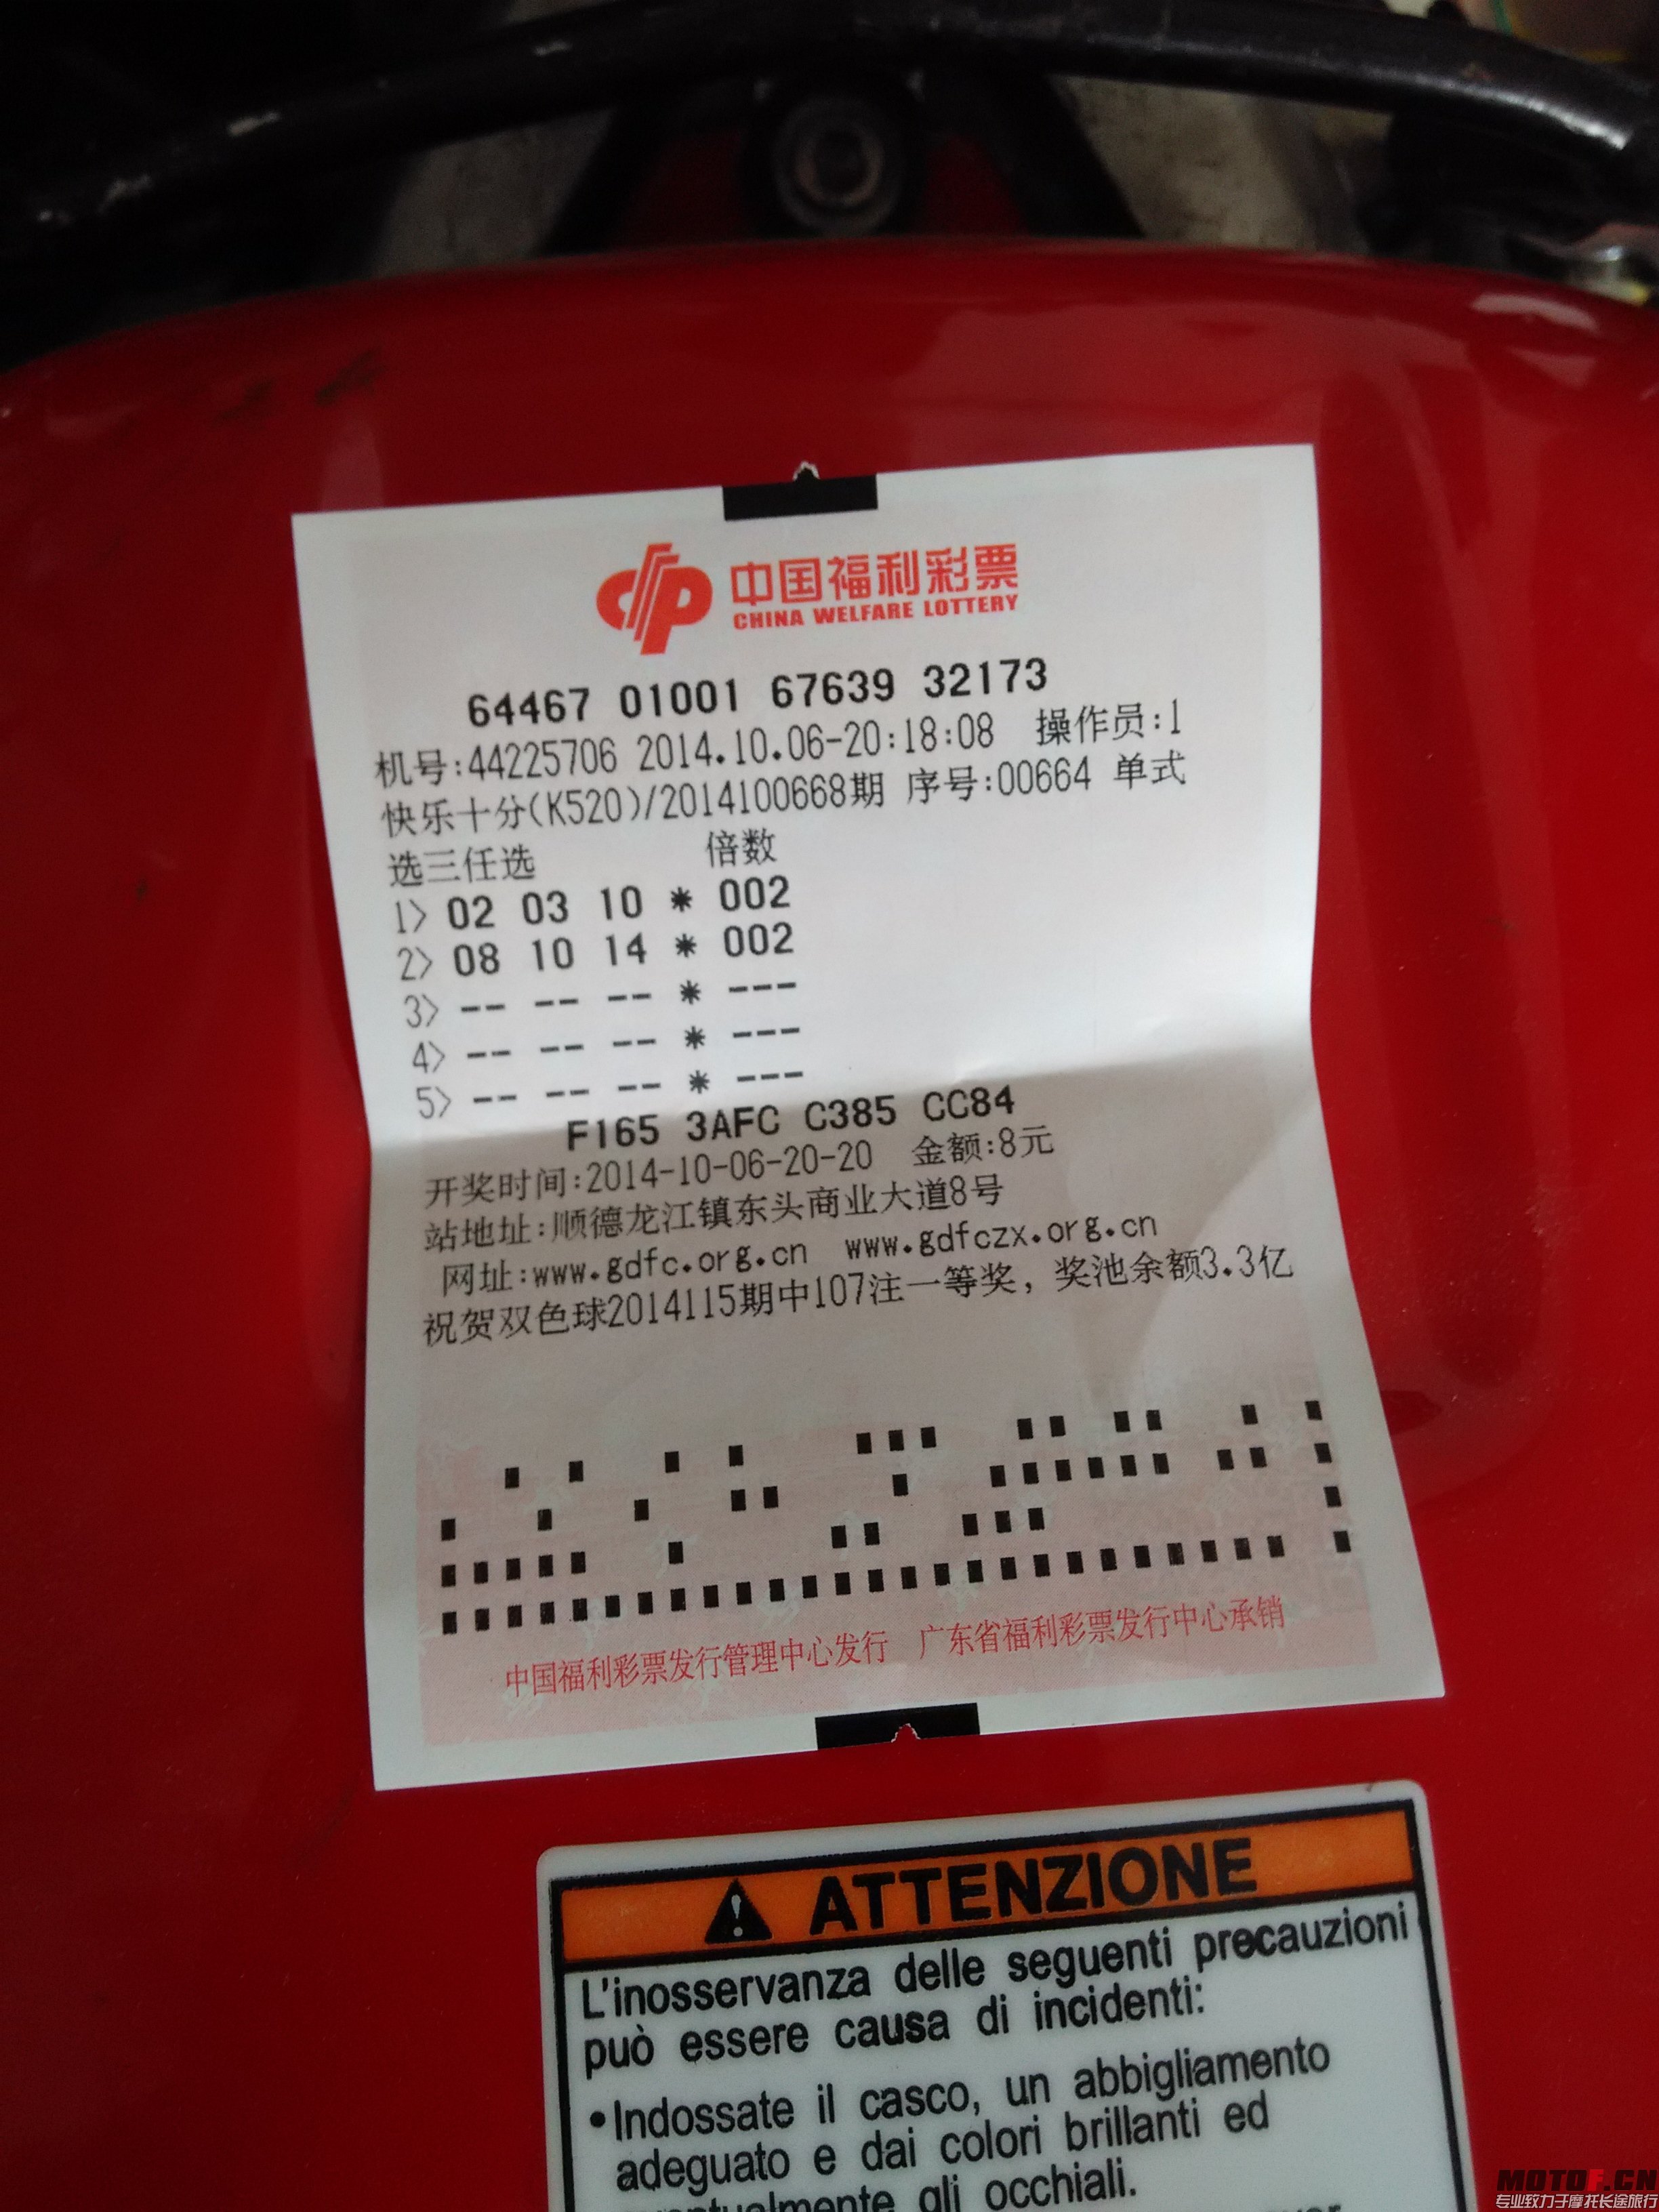 中国福利彩票
CHINA WELFARE LOTTERY
64467 01001 67639 32173
机号:44225706 2014.10.06-20:18:08 操作员:1
快乐十分(K520)/2014100668期 序号:00664 单式
选三任选 倍数
1> 02 03 10 * 002
2> 08 10 14 * 002
3> -- -- -- * ---
4> -- -- -- * ---
5> -- -- -- * ---
F165 3AFC C385 CC84
开奖时间:2014-10-06-20-20 金额:8元
站地址:顺德龙江镇东头商业大道8号
网址:www.gdfc.org.cn www.gdfczx.org.cn
祝贺双色球2014115期中107注一等奖, 奖池余额3.3亿
中国福利彩票发行管理中心发行 广东省福利彩票发行中心承销
ATTENZIONE
L'inosservanza delle seguenti precauzioni
può essere causa di incidenti:
•Indossate il casco, un abbigliamento
adeguato e dai colori brillanti ed
eventualmente gli occhiali.
MOTOF.CN
专业致力于摩托长途旅行